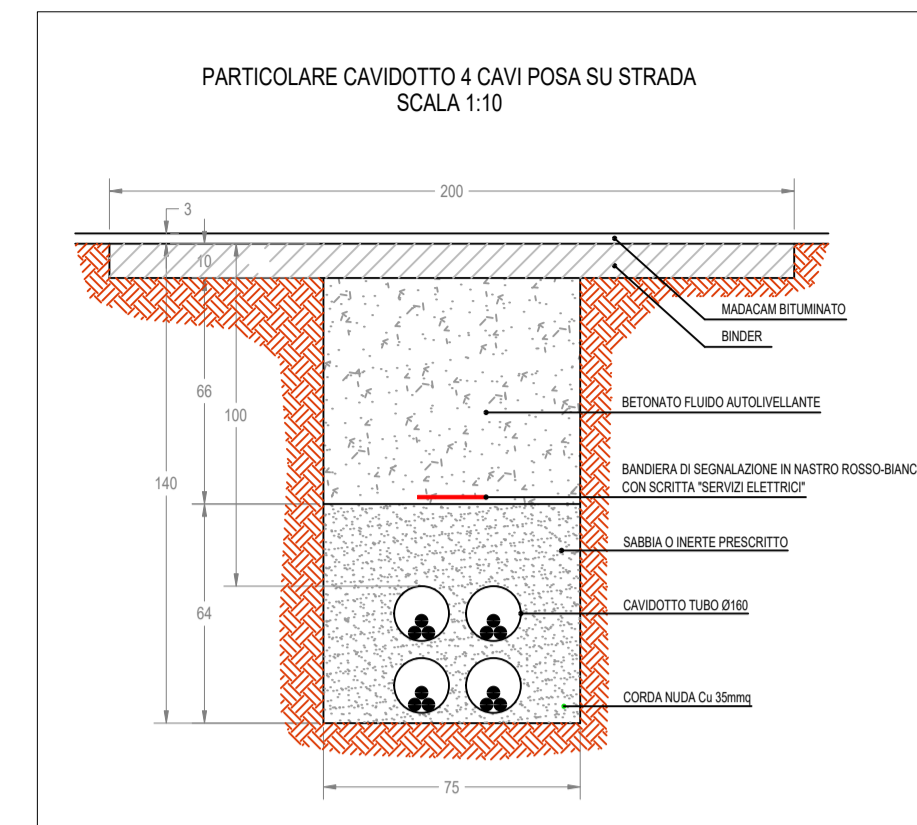 PARTICOLARE CAVIDOTTO 4 CAVI POSA SU STRADA
SCALA 1:10
200
3
10
MADACAM BITUMINATO
BINDER
66
100
BETONATO FLUIDO AUTOLIVELLANTE
140
BANDIERA DI SEGNALAZIONE IN NASTRO ROSSO-BIANC
CON SCRITTA "SERVIZI ELETTRICI"
SABBIA O INERTE PRESCRITTO
64
CAVIDOTTO TUBO Ø160
CORDA NUDA Cu 35mmq
75